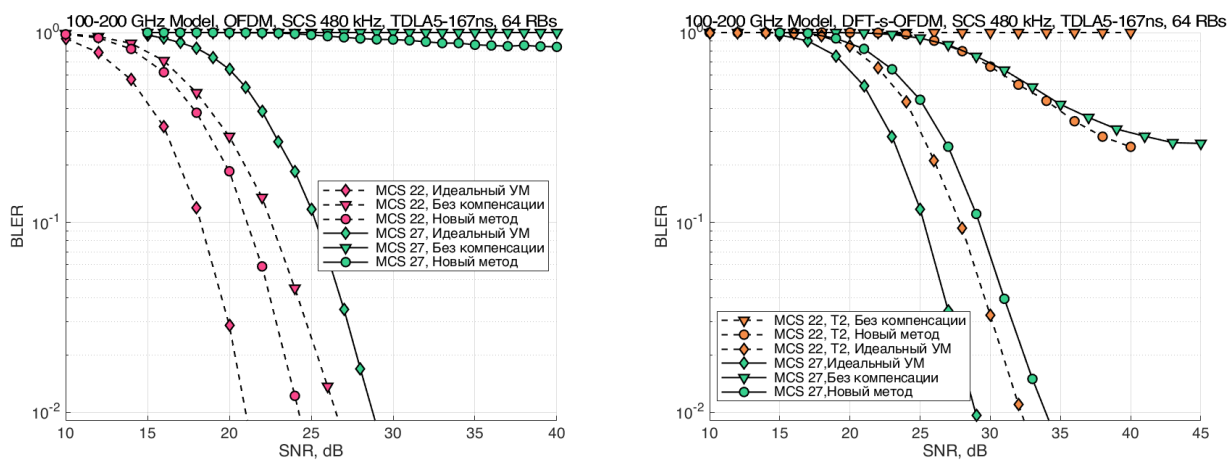 100-200 GHz Model, OFDM, SCS 480 kHz, TDLA5-167ns, 64 RBs
10^0
10^-1
10^-2
BLER
MCS 22, Идеальный УМ
MCS 22, Без компенсации
MCS 22, Новый метод
MCS 27, Идеальный УМ
MCS 27, Без компенсации
MCS 27, Новый метод
10 15 20 25 30 35 40
SNR, dB
100-200 GHz Model, DFT-s-OFDM, SCS 480 kHz, TDLA5-167ns, 64 RBs
10^0
10^-1
10^-2
BLER
MCS 22, T2, Без компенсации
MCS 22, T2, Новый метод
MCS 22, T2, Идеальный УМ
MCS 27,Идеальный УМ
MCS 27,Без компенсации
MCS 27,Новый метод
10 15 20 25 30 35 40 45
SNR, dB